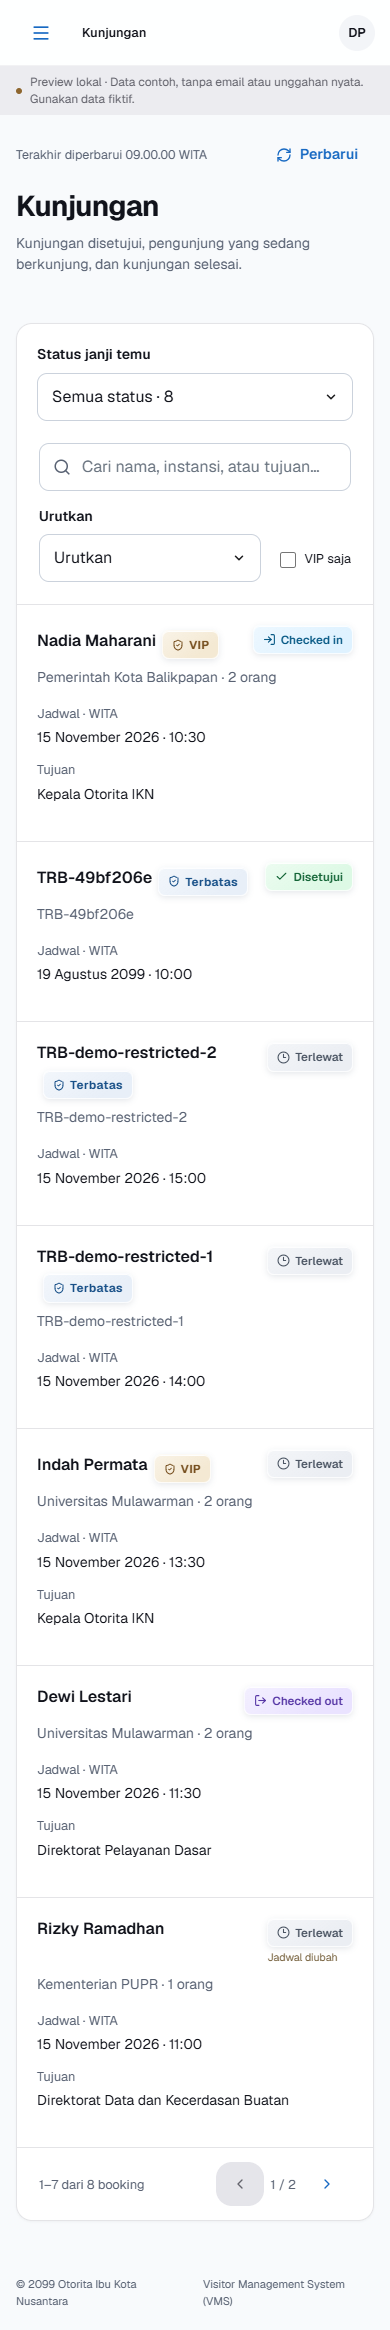 Kunjungan
DP
Preview lokal · Data contoh, tanpa email atau unggahan nyata.
Gunakan data fiktif.
Terakhir diperbarui 09.00.00 WITA
Perbarui
Kunjungan
Kunjungan disetujui, pengunjung yang sedang
berkunjung, dan kunjungan selesai.
Status janji temu
Semua status · 8
Cari nama, instansi, atau tujuan...
Urutkan
Urutkan
VIP saja
Nadia Maharani VIP Checked in
Pemerintah Kota Balikpapan · 2 orang
Jadwal · WITA
15 November 2026 · 10:30
Tujuan
Kepala Otorita IKN
TRB-49bf206e Terbatas Disetujui
TRB-49bf206e
Jadwal · WITA
19 Agustus 2099 · 10:00
TRB-demo-restricted-2 Terlewat
Terbatas
TRB-demo-restricted-2
Jadwal · WITA
15 November 2026 · 15:00
TRB-demo-restricted-1 Terlewat
Terbatas
TRB-demo-restricted-1
Jadwal · WITA
15 November 2026 · 14:00
Indah Permata VIP Terlewat
Universitas Mulawarman · 2 orang
Jadwal · WITA
15 November 2026 · 13:30
Tujuan
Kepala Otorita IKN
Dewi Lestari Checked out
Universitas Mulawarman · 2 orang
Jadwal · WITA
15 November 2026 · 11:30
Tujuan
Direktorat Pelayanan Dasar
Rizky Ramadhan Terlewat
Jadwal diubah
Kementerian PUPR · 1 orang
Jadwal · WITA
15 November 2026 · 11:00
Tujuan
Direktorat Data dan Kecerdasan Buatan
1–7 dari 8 booking
1 / 2
© 2099 Otorita Ibu Kota
Nusantara
Visitor Management System
(VMS)